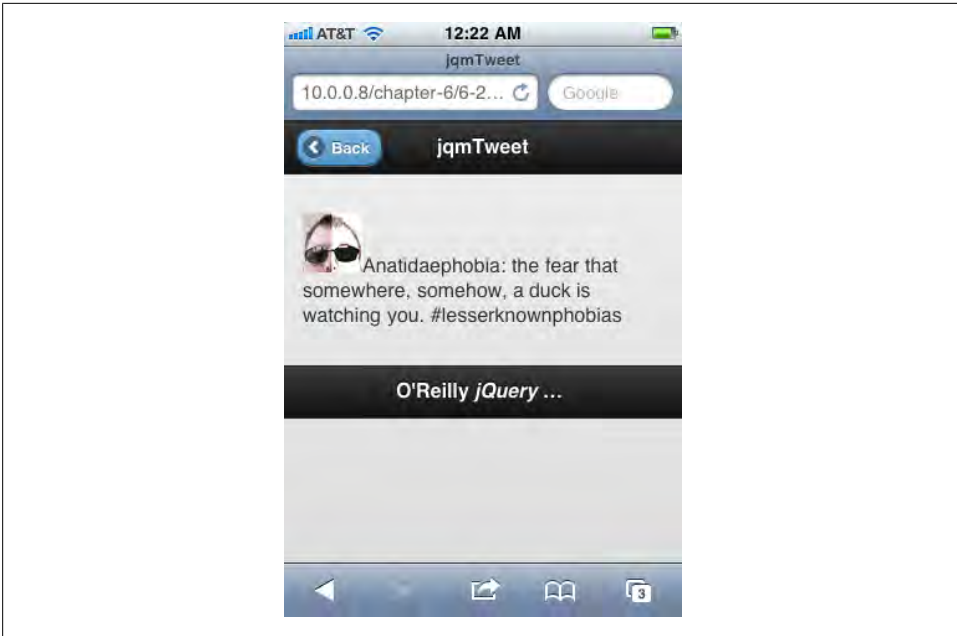 AT&T 12:22 AM
jqmTweet
10.0.0.8/chapter-6/6-2... Google
Back jqmTweet
Anatidaephobia: the fear that
somewhere, somehow, a duck is
watching you. #lesserknownphobias
O'Reilly jQuery ...
3